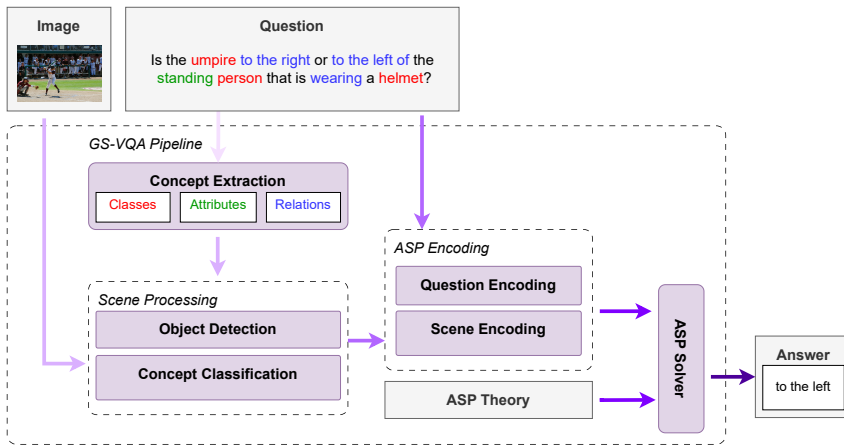 Image
Question
Is the umpire to the right or to the left of the
standing person that is wearing a helmet?
GS-VQA Pipeline
Concept Extraction
Classes
Attributes
Relations
Scene Processing
Object Detection
Concept Classification
ASP Encoding
Question Encoding
Scene Encoding
ASP Theory
ASP Solver
Answer
to the left